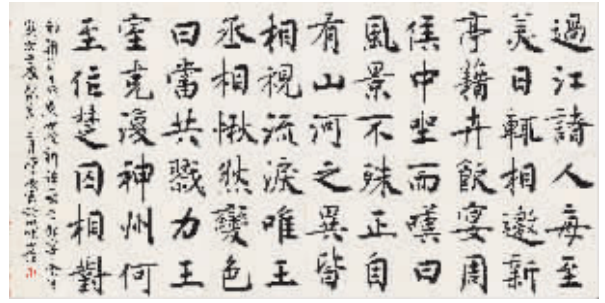 過江諸人每至
美日輒相邀新
亭藉卉飲宴周
侯中坐而嘆曰
風景不殊正自
有山河之異皆
相視流淚唯王
丞相愀然變色
曰當共戮力王
室克復神州何
至作楚囚相對